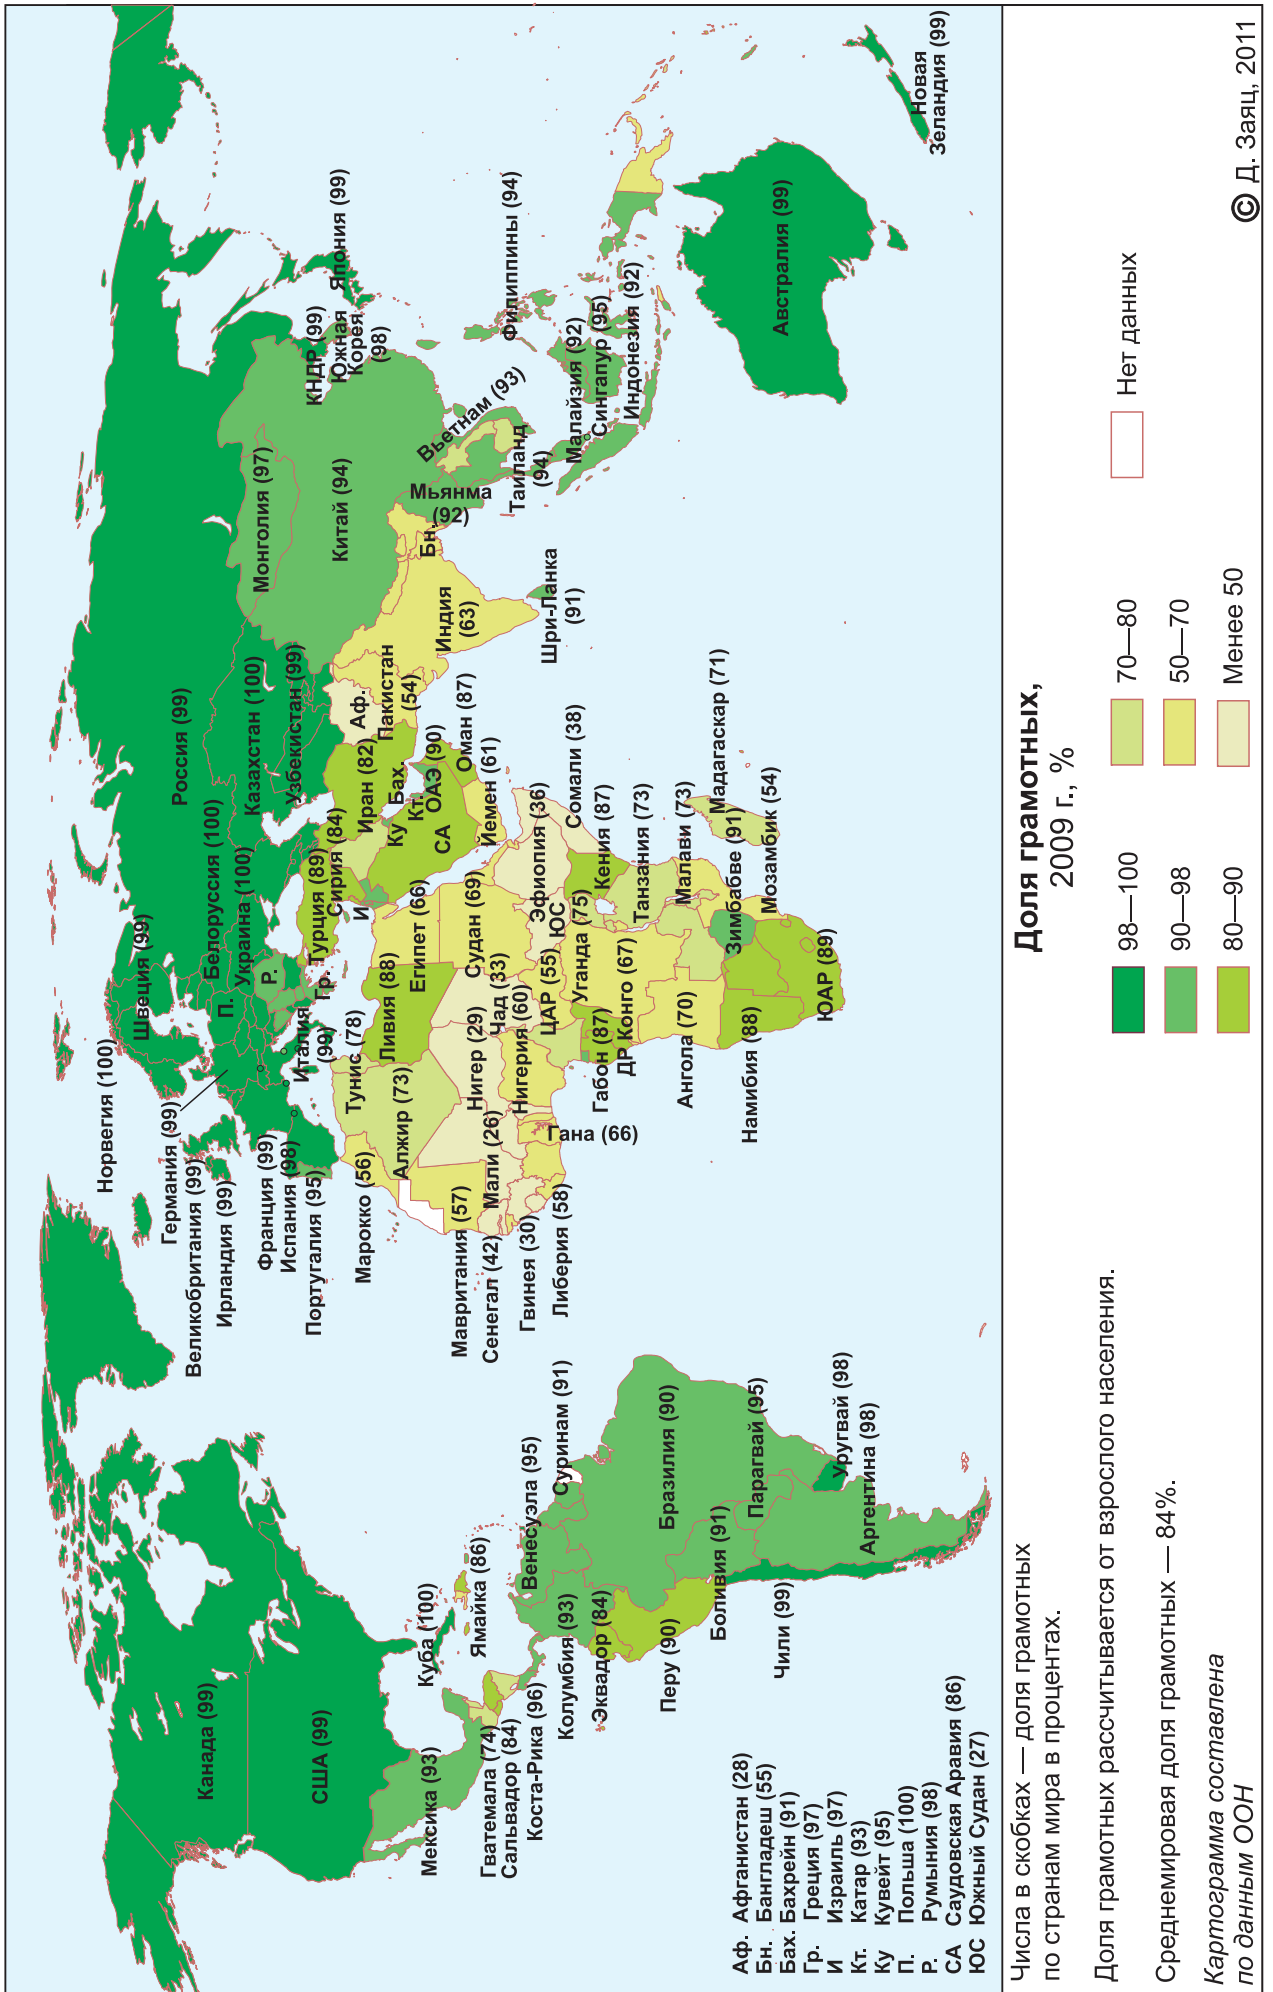 Канада (99)
США (99)
Мексика (93)
Гватемала (74)
Сальвадор (84)
Коста-Рика (96)
Куба (100)
Ямайка (86)
Колумбия (93)
Эквадор (84)
Перу (90)
Венесуэла (95)
Суринам (91)
Бразилия (90)
Боливия (91)
Парагвай (95)
Чили (99)
Уругвай (98)
Аргентина (98)
Норвегия (100)
Швеция (99)
Германия (99)
Великобритания (99)
Ирландия (99)
Франция (99)
Испания (98)
Португалия (95)
Италия
(99)
П.
Р.
Гр.
Белоруссия (100)
Украина (100)
Россия (99)
Казахстан (100)
Узбекистан (99)
Монголия (97)
Китай (94)
КНДР (99)
Южная
Корея
(98)
Япония (99)
Турция (89)
Сирия (84)
И
Иран (82)
Аф.
Пакистан
(54)
Ку
Бах.
Кт.
ОАЭ (90)
СА
Оман (87)
Йемен (61)
Индия
(63)
Бн.
Шри-Ланка
(91)
Мьянма
(92)
Вьетнам (93)
Таиланд
(94)
Малайзия (92)
Сингапур (95)
Индонезия (92)
Филиппины (94)
Марокко (56)
Алжир (73)
Тунис (78)
Ливия (88)
Египет (66)
Мавритания (57)
Сенегал (42)
Гвинея (30)
Либерия (58)
Мали (26)
Нигер (29)
Чад (33)
Судан (69)
Нигерия (60)
Гана (66)
ЦАР (55)
ЮС
Эфиопия (36)
Сомали (38)
Уганда (75)
Кения (87)
Габон (87)
ДР Конго (67)
Танзания (73)
Ангола (70)
Малави (73)
Мадагаскар (71)
Зимбабве (91)
Мозамбик (54)
Намибия (88)
ЮАР (89)
Австралия (99)
Новая
Зеландия (99)
Аф. Афганистан (28)
Бн. Бангладеш (55)
Бах. Бахрейн (91)
Гр. Греция (97)
И Израиль (97)
Кт. Катар (93)
Ку Кувейт (95)
П. Польша (100)
Р. Румыния (98)
СА Саудовская Аравия (86)
ЮС Южный Судан (27)
Числа в скобках — доля грамотных
по странам мира в процентах.
Доля грамотных рассчитывается от взрослого населения.
Среднемировая доля грамотных — 84%.
Картограмма составлена
по данным ООН
Доля грамотных,
2009 г., %
98—100
90—98
80—90
70—80
50—70
Менее 50
Нет данных
© Д. Заяц, 2011